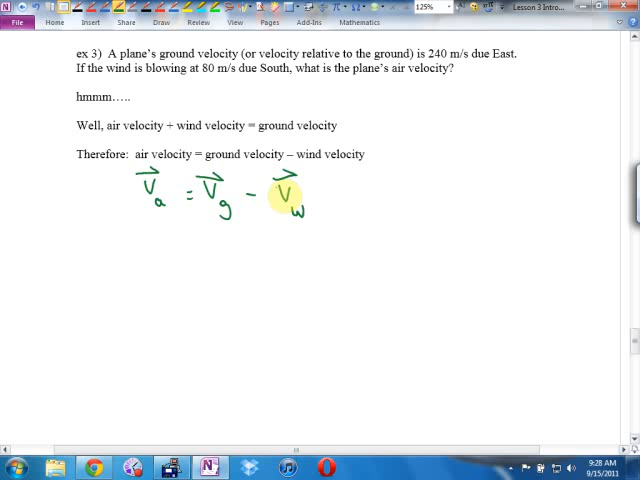 125%
Lesson 3 Intro...
File
Home
Insert
Share
Draw
Review
View
Pages
Add-Ins
Mathematics
ex 3) A plane's ground velocity (or velocity relative to the ground) is 240 m/s due East.
If the wind is blowing at 80 m/s due South, what is the plane's air velocity?
hmmm.....
Well, air velocity + wind velocity = ground velocity
Therefore: air velocity = ground velocity – wind velocity
V⃗a = V⃗g - V⃗w
9:28 AM
9/15/2011